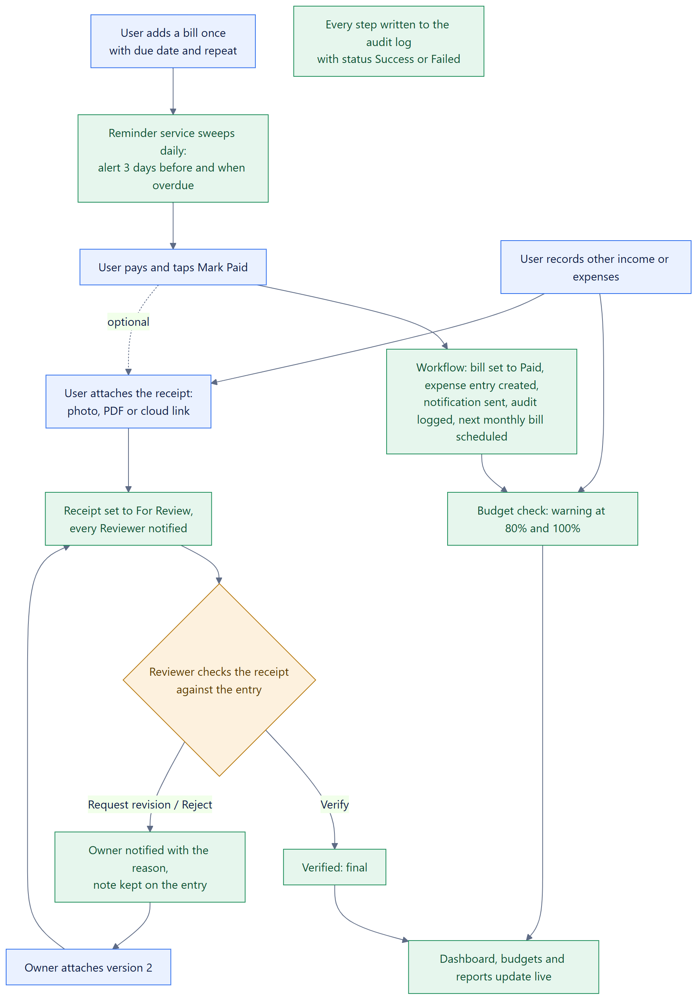 User adds a bill once
with due date and repeat
Every step written to the
audit log
with status Success or Failed
Reminder service sweeps
daily:
alert 3 days before and when
overdue
User pays and taps Mark Paid
User records other income or
expenses
optional
Workflow: bill set to Paid,
expense entry created,
notification sent, audit
logged, next monthly bill
scheduled
User attaches the receipt:
photo, PDF or cloud link
Receipt set to For Review,
every Reviewer notified
Budget check: warning at
80% and 100%
Reviewer checks the receipt
against the entry
Request revision / Reject
Verify
Owner notified with the
reason,
note kept on the entry
Verified: final
Owner attaches version 2
Dashboard, budgets and
reports update live